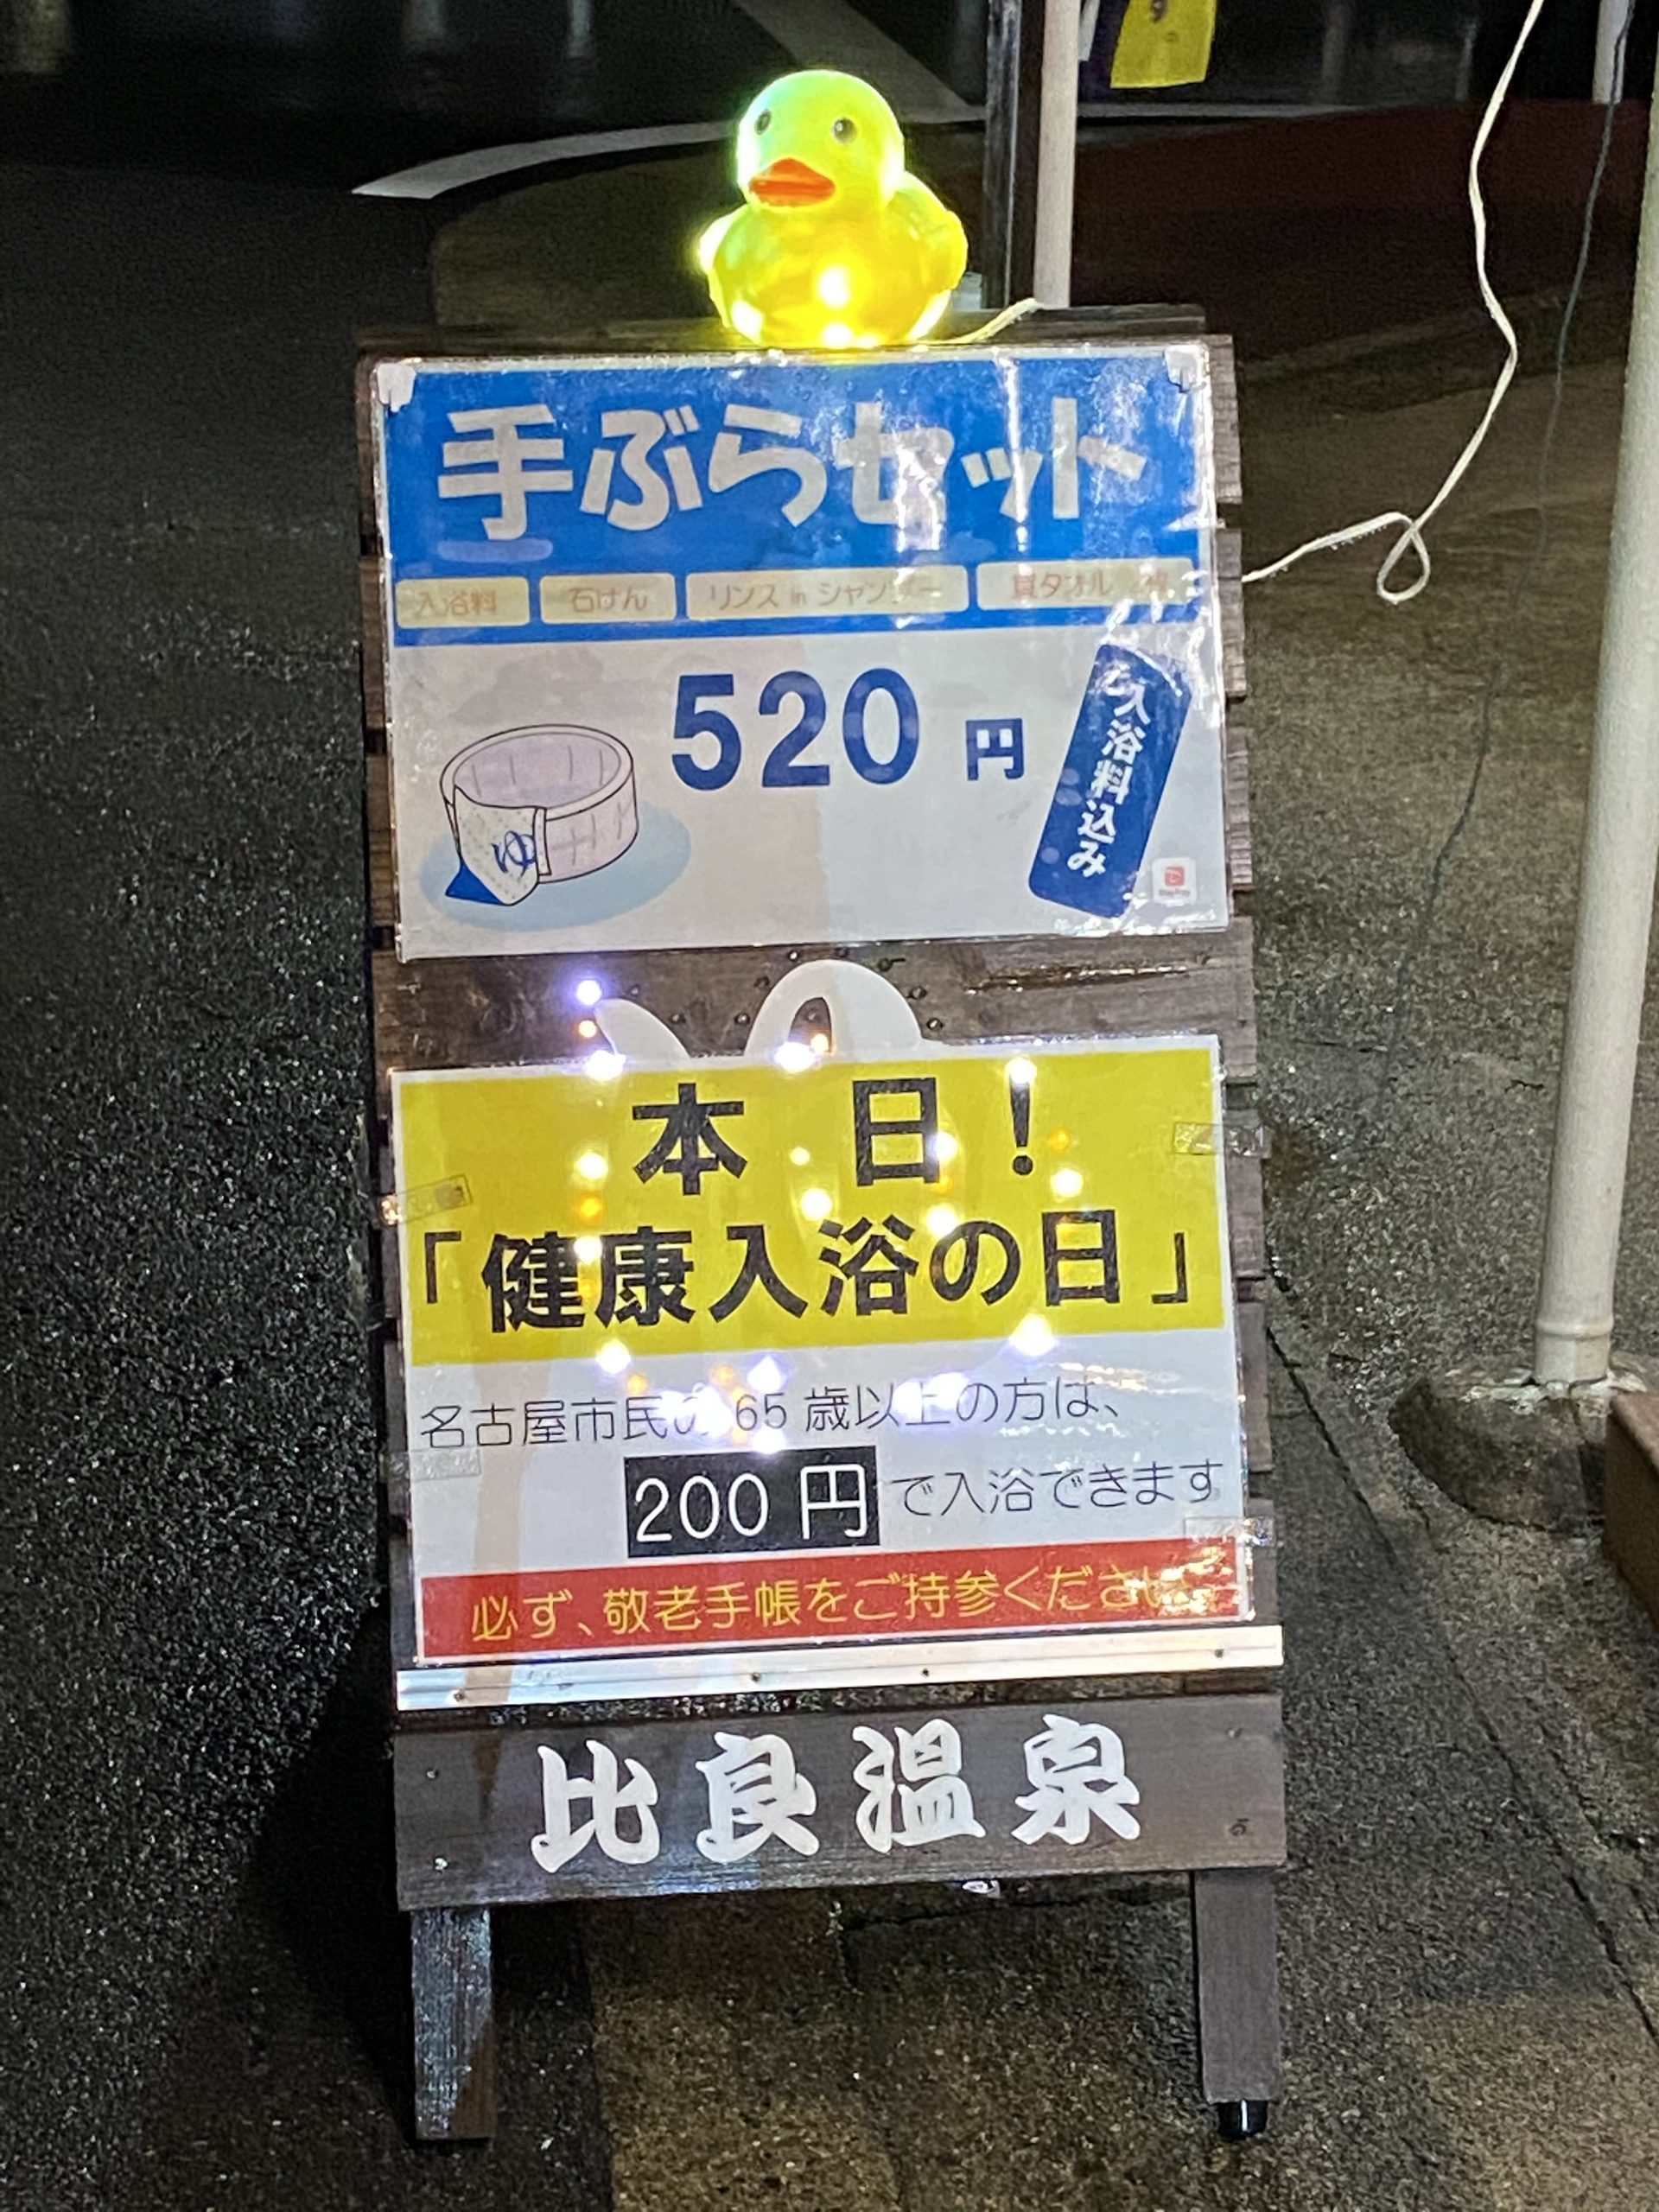 手ぶらセット
入浴料 石けん リンス in シャンプー 貸タオル
520 円
入浴料込み
ゆ
本日！
「健康入浴の日」
名古屋市民の 65 歳以上の方は、
200 円 で入浴できます
必ず、敬老手帳をご持参ください
比良温泉